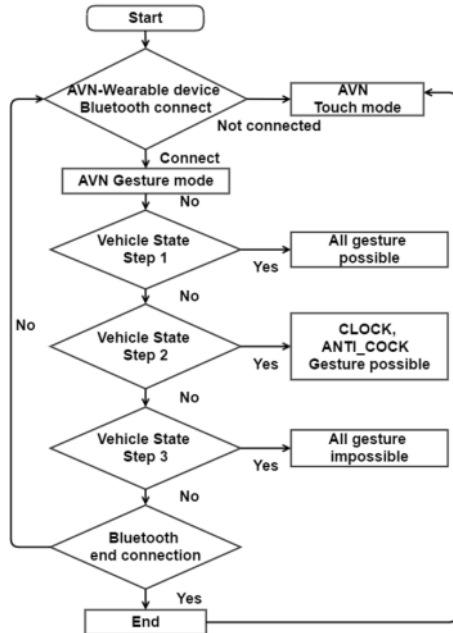 Start
AVN-Wearable device
Bluetooth connect
AVN
Touch mode
Not connected
Connect
AVN Gesture mode
No
Vehicle State
Step 1
Yes
All gesture
possible
No
No
Vehicle State
Step 2
Yes
CLOCK,
ANTI_COCK
Gesture possible
No
Vehicle State
Step 3
Yes
All gesture
impossible
No
Bluetooth
end connection
Yes
End